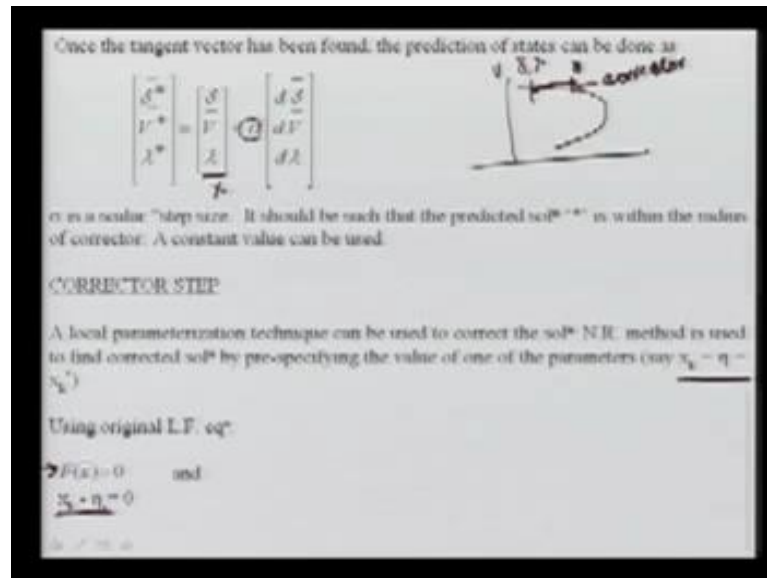 Once the tangent vector has been found, the prediction of states can be done as
V δ, λ corrector
δ* δ dδ
V* = V + σ dV
λ* λ dλ
x
σ is a scalar "step size. It should be such that the predicted solⁿ "*" is within the radius
of corrector. A constant value can be used.
CORRECTOR STEP
A local parameterization technique can be used to correct the solⁿ N.R. method is used
to find corrected solⁿ by pre-specifying the value of one of the parameters (say xₖ = η =
xₖ*)
Using original L.F. eqⁿ
F(x)=0 and
xₖ - η = 0